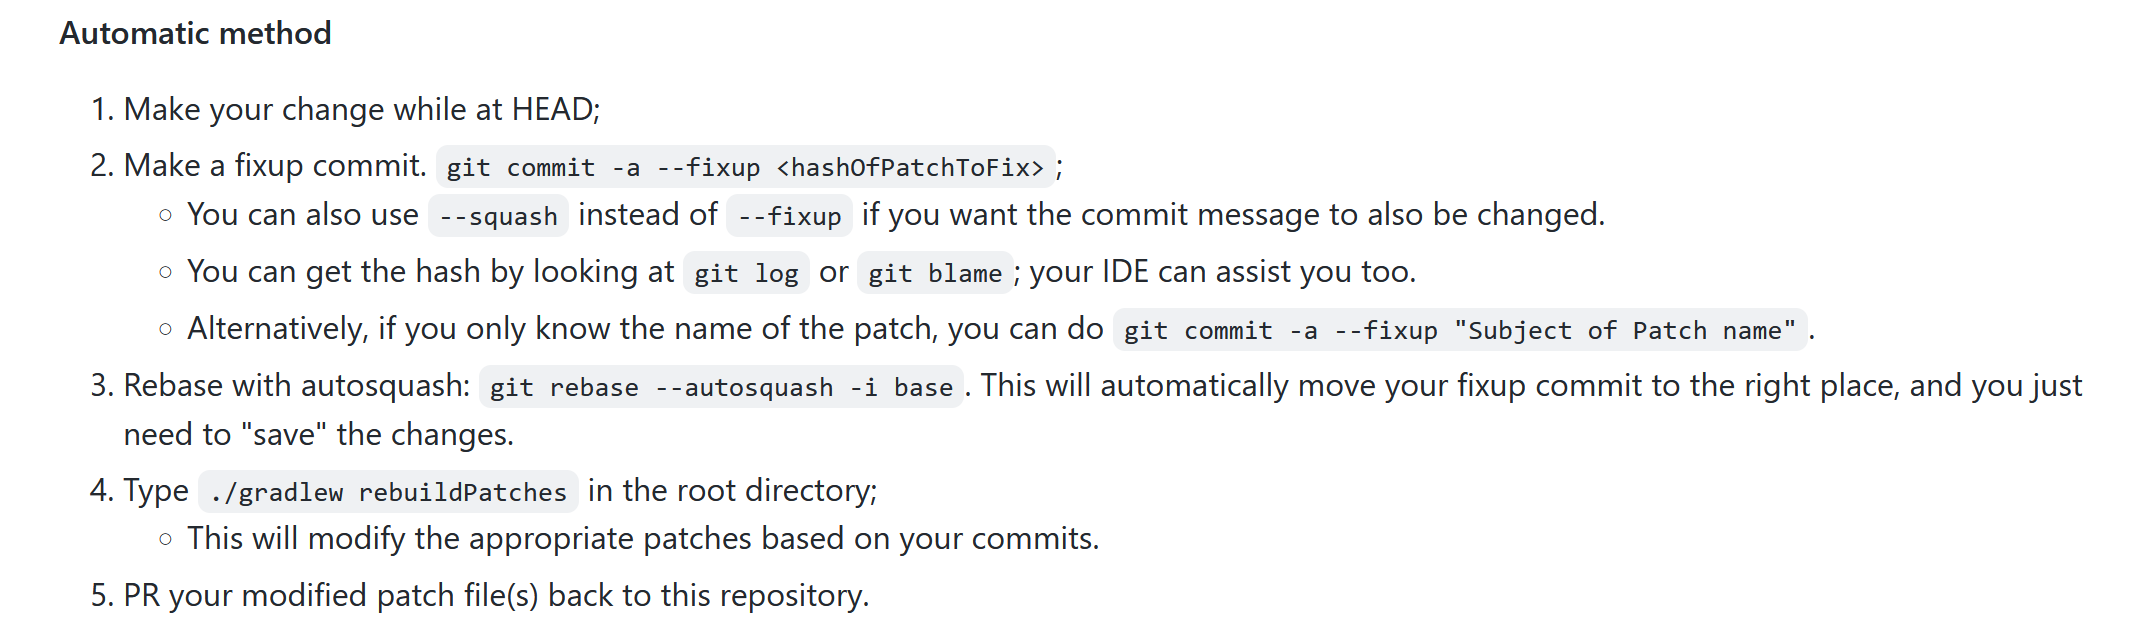 Automatic method
1. Make your change while at HEAD;
2. Make a fixup commit. git commit -a --fixup <hashOfPatchToFix>;
○ You can also use --squash instead of --fixup if you want the commit message to also be changed.
○ You can get the hash by looking at git log or git blame; your IDE can assist you too.
○ Alternatively, if you only know the name of the patch, you can do git commit -a --fixup "Subject of Patch name".
3. Rebase with autosquash: git rebase --autosquash -i base. This will automatically move your fixup commit to the right place, and you just
need to "save" the changes.
4. Type ./gradlew rebuildPatches in the root directory;
○ This will modify the appropriate patches based on your commits.
5. PR your modified patch file(s) back to this repository.